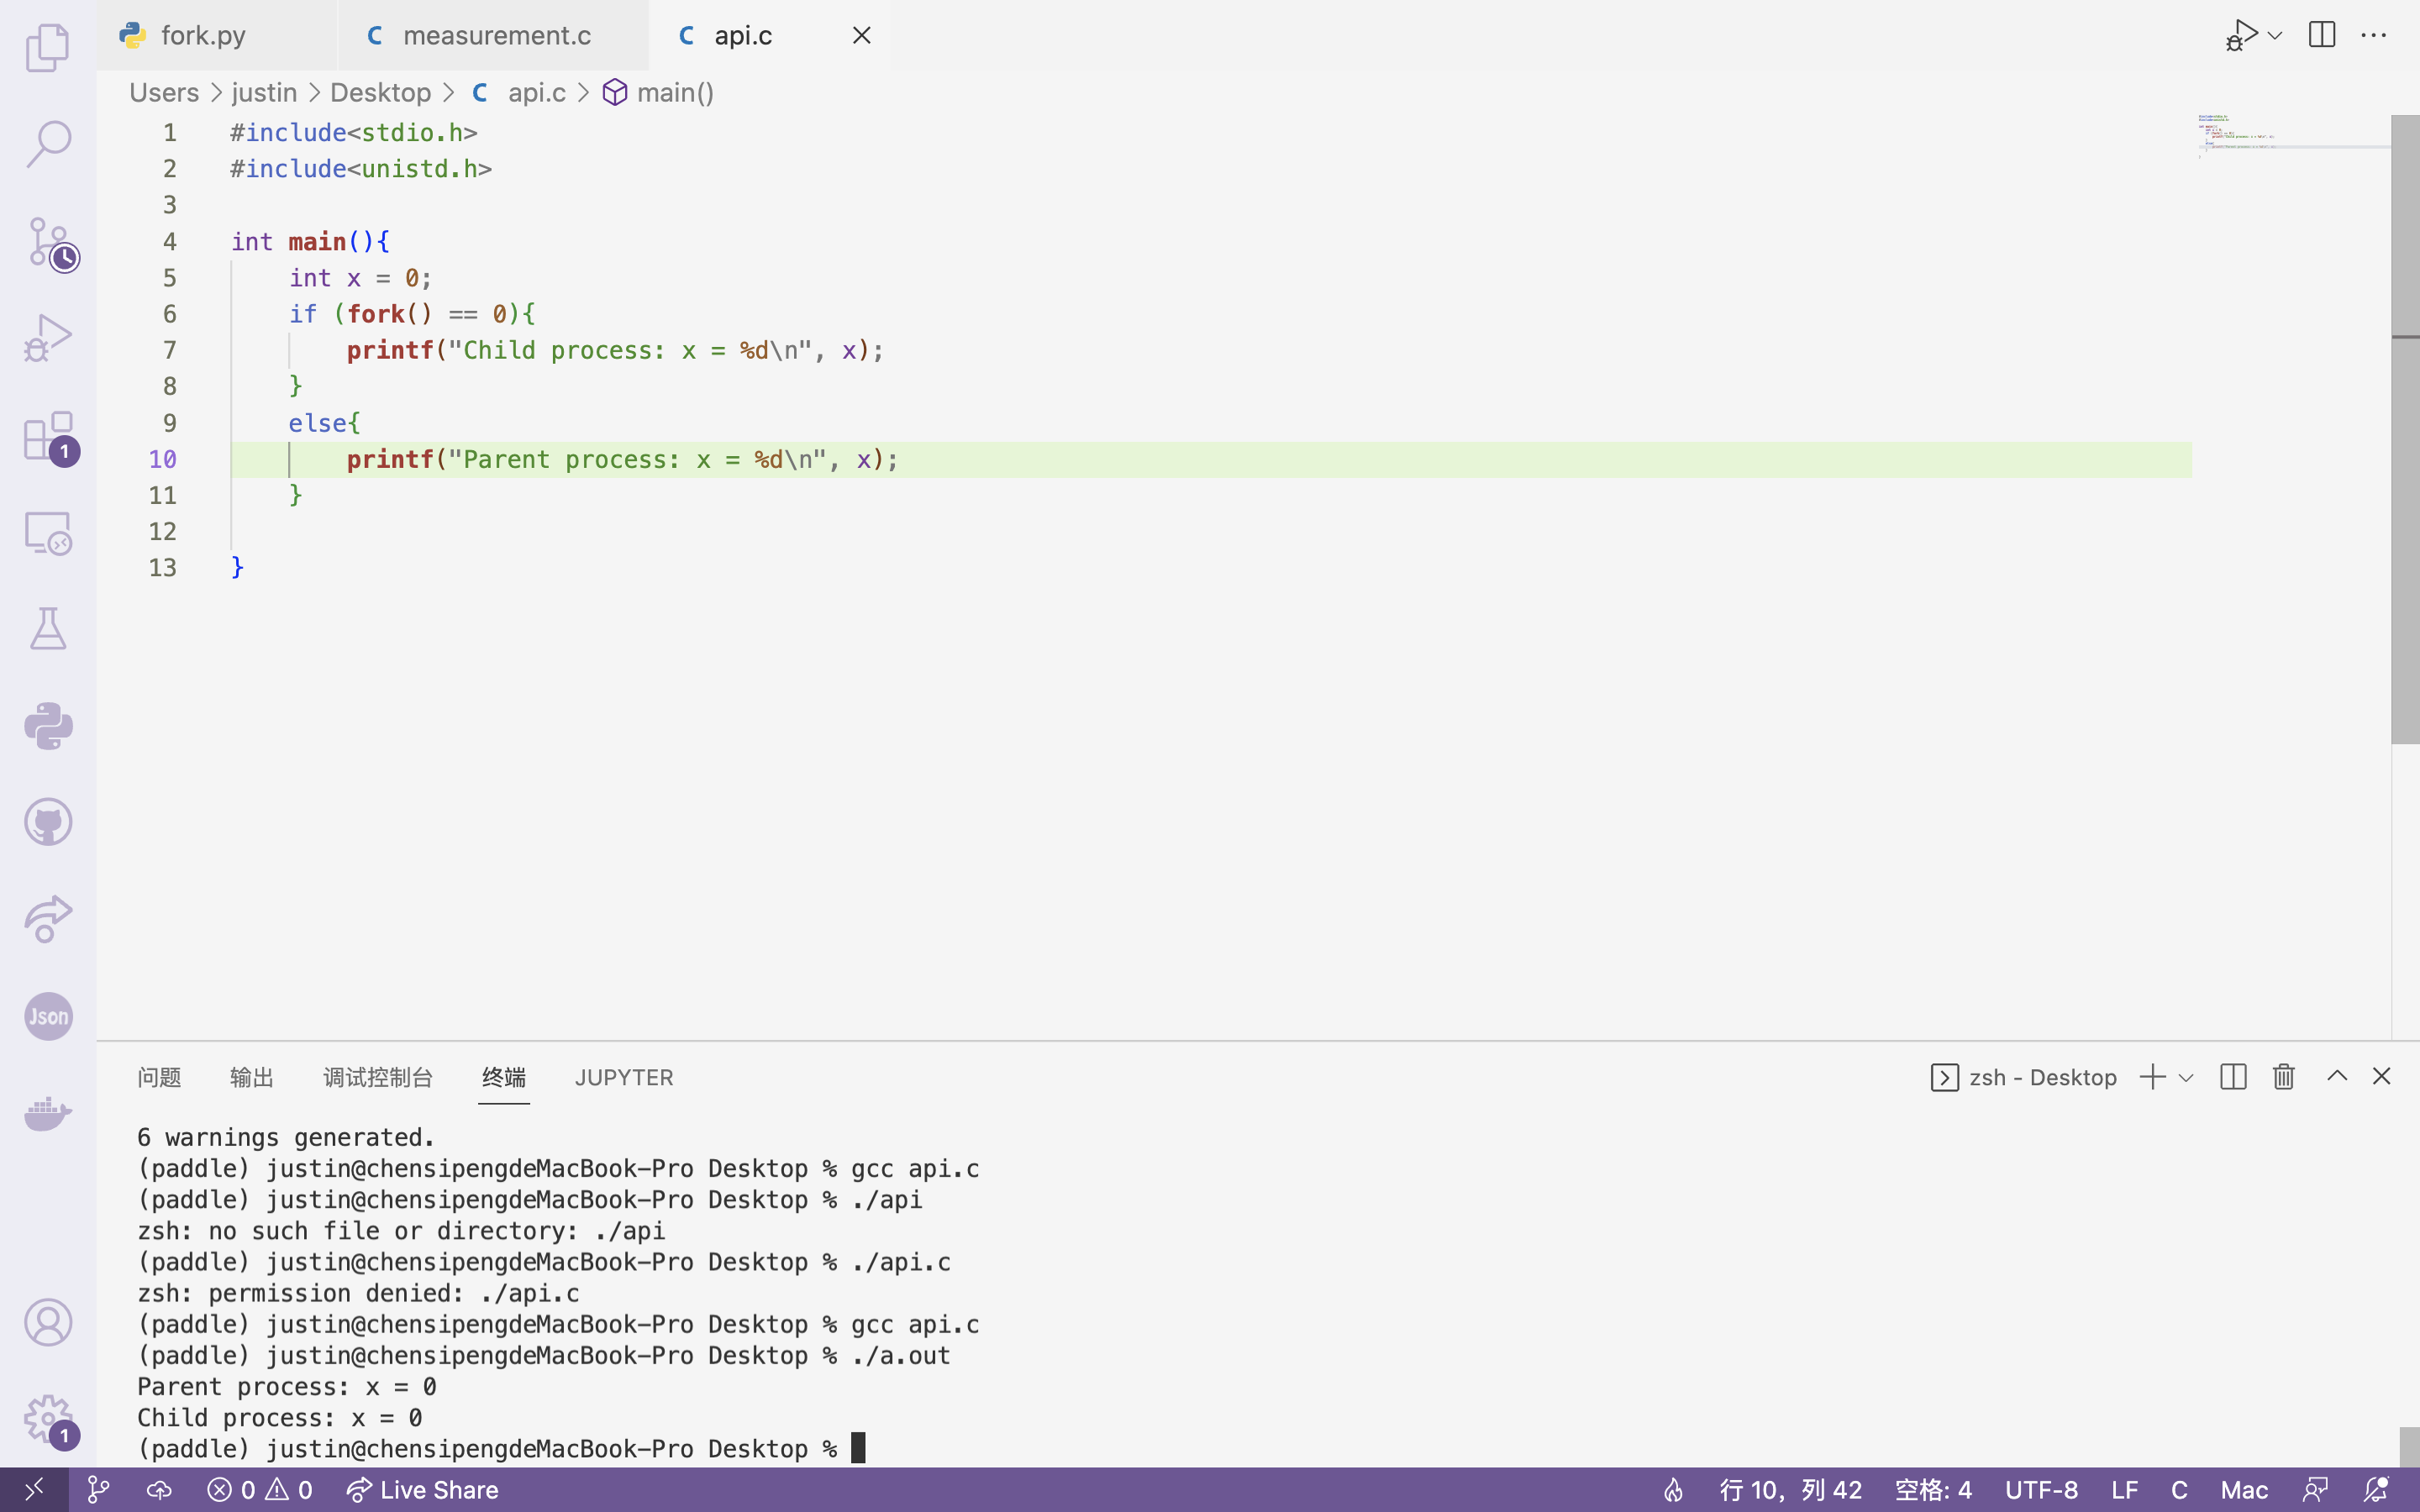 fork.py
C measurement.c
C api.c
Users > justin > Desktop > C api.c > main()
1 #include<stdio.h>
2 #include<unistd.h>
3
4 int main(){
5     int x = 0;
6     if (fork() == 0){
7         printf("Child process: x = %d\n", x);
8     }
9     else{
10         printf("Parent process: x = %d\n", x);
11     }
12
13 }
1
Json
1
问题 输出 调试控制台 终端 JUPYTER
zsh - Desktop
6 warnings generated.
(paddle) justin@chensipengdeMacBook-Pro Desktop % gcc api.c
(paddle) justin@chensipengdeMacBook-Pro Desktop % ./api
zsh: no such file or directory: ./api
(paddle) justin@chensipengdeMacBook-Pro Desktop % ./api.c
zsh: permission denied: ./api.c
(paddle) justin@chensipengdeMacBook-Pro Desktop % gcc api.c
(paddle) justin@chensipengdeMacBook-Pro Desktop % ./a.out
Parent process: x = 0
Child process: x = 0
(paddle) justin@chensipengdeMacBook-Pro Desktop %
0 0 Live Share
行 10，列 42 空格: 4 UTF-8 LF C Mac